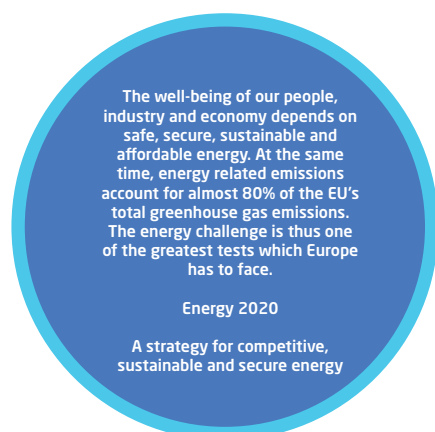 The well-being of our people,
industry and economy depends on
safe, secure, sustainable and
affordable energy. At the same
time, energy related emissions
account for almost 80% of the EU's
total greenhouse gas emissions.
The energy challenge is thus one
of the greatest tests which Europe
has to face.
Energy 2020
A strategy for competitive,
sustainable and secure energy